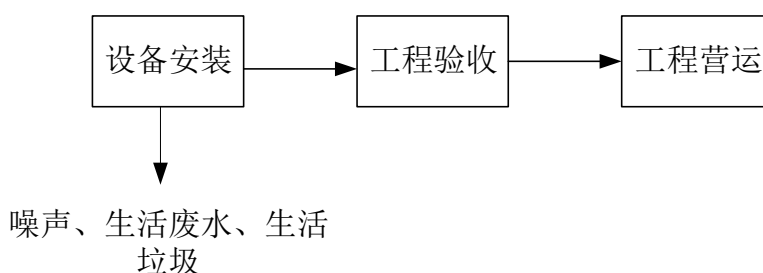 设备安装
工程验收
工程营运
噪声、生活废水、生活
垃圾